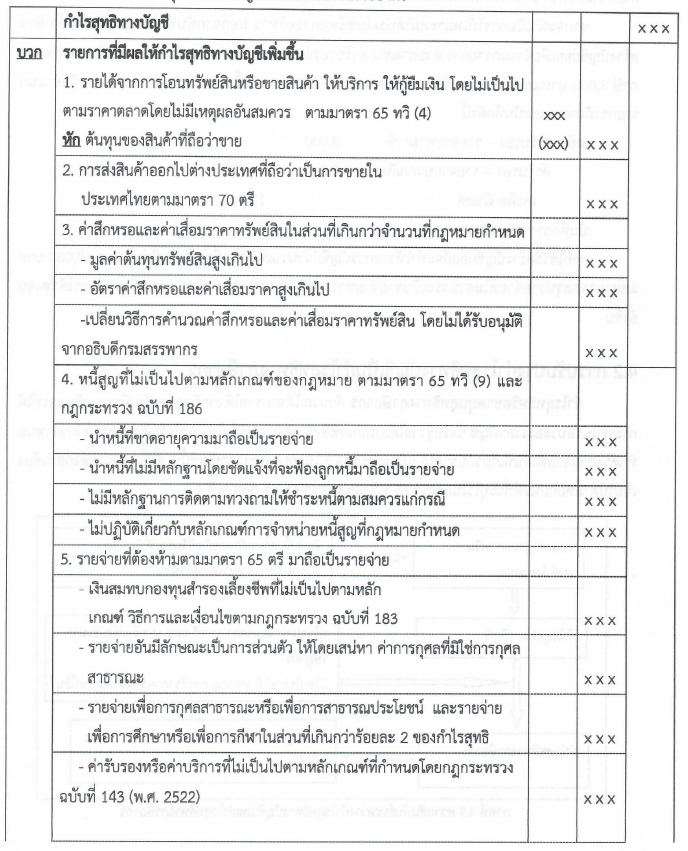 กำไรสุทธิทางบัญชี x x x
บวก รายการที่มีผลให้กำไรสุทธิทางบัญชีเพิ่มขึ้น
1. รายได้จากการโอนทรัพย์สินหรือขายสินค้า ให้บริการ ให้กู้ยืมเงิน โดยไม่เป็นไป
ตามราคาตลาดโดยไม่มีเหตุผลอันสมควร ตามมาตรา 65 ทวิ (4) xxx
หัก ต้นทุนของสินค้าที่ถือว่าขาย (xxx) x x x
2. การส่งสินค้าออกไปต่างประเทศที่ถือว่าเป็นการขายใน
ประเทศไทยตามมาตรา 70 ตรี x x x
3. ค่าสึกหรอและค่าเสื่อมราคาทรัพย์สินในส่วนที่เกินกว่าจำนวนที่กฎหมายกำหนด
- มูลค่าต้นทุนทรัพย์สินสูงเกินไป x x x
- อัตราค่าสึกหรอและค่าเสื่อมราคาสูงเกินไป x x x
-เปลี่ยนวิธีการคำนวณค่าสึกหรอและค่าเสื่อมราคาทรัพย์สิน โดยไม่ได้รับอนุมัติ
จากอธิบดีกรมสรรพากร x x x
4. หนี้สูญที่ไม่เป็นไปตามหลักเกณฑ์ของกฎหมาย ตามมาตรา 65 ทวิ (9) และ
กฎกระทรวง ฉบับที่ 186
- นำหนี้ที่ขาดอายุความมาถือเป็นรายจ่าย x x x
- นำหนี้ที่ไม่มีหลักฐานโดยชัดแจ้งที่จะฟ้องลูกหนี้มาถือเป็นรายจ่าย x x x
- ไม่มีหลักฐานการติดตามทวงถามให้ชำระหนี้ตามสมควรแก่กรณี x x x
- ไม่ปฏิบัติเกี่ยวกับหลักเกณฑ์การจำหน่ายหนี้สูญที่กฎหมายกำหนด x x x
5. รายจ่ายที่ต้องห้ามตามมาตรา 65 ตรี มาถือเป็นรายจ่าย
- เงินสมทบกองทุนสำรองเลี้ยงชีพที่ไม่เป็นไปตามหลัก
เกณฑ์ วิธีการและเงื่อนไขตามกฎกระทรวง ฉบับที่ 183 x x x
- รายจ่ายอันมีลักษณะเป็นการส่วนตัว ให้โดยเสน่หา ค่าการกุศลที่มิใช่การกุศล
สาธารณะ x x x
- รายจ่ายเพื่อการกุศลสาธารณะหรือเพื่อการสาธารณประโยชน์ และรายจ่าย
เพื่อการศึกษาหรือเพื่อการกีฬาในส่วนที่เกินกว่าร้อยละ 2 ของกำไรสุทธิ x x x
- ค่ารับรองหรือค่าบริการที่ไม่เป็นไปตามหลักเกณฑ์ที่กำหนดโดยกฎกระทรวง
ฉบับที่ 143 (พ.ศ. 2522) x x x